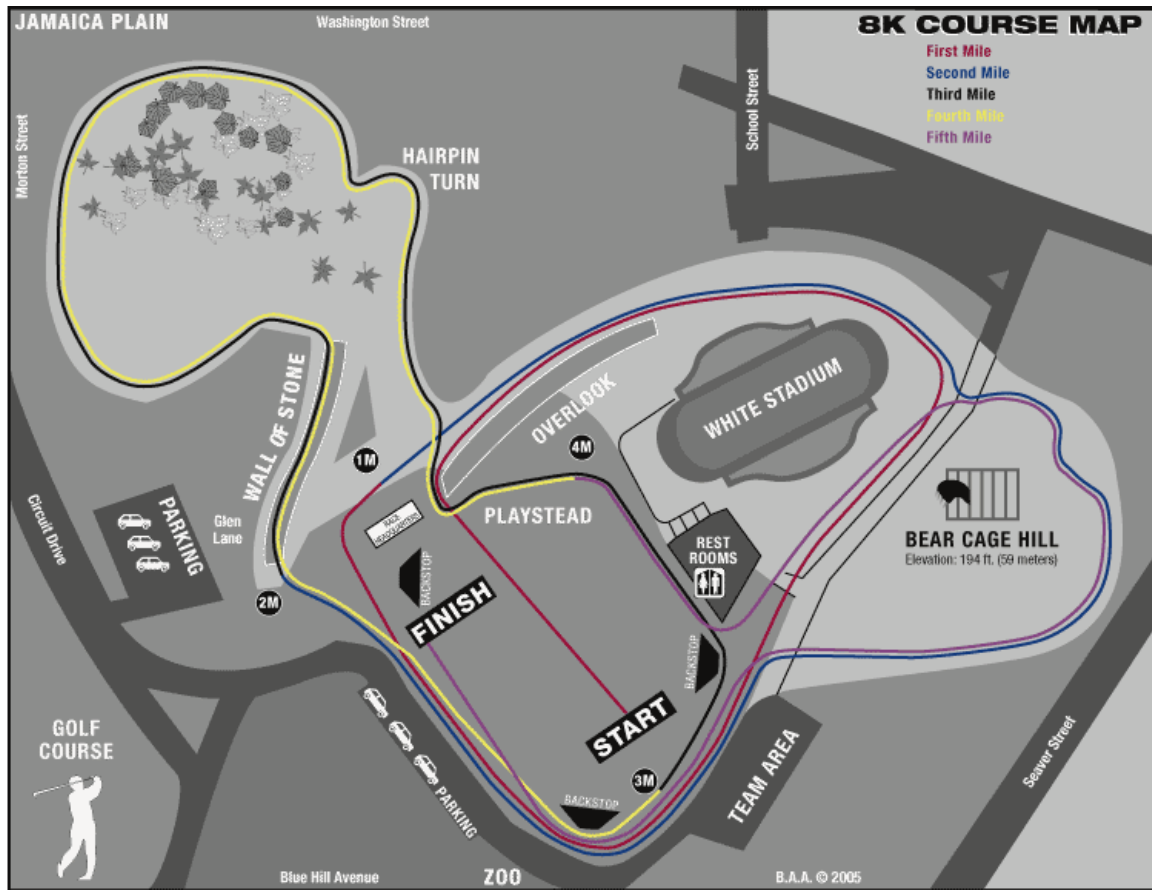 JAMAICA PLAIN
Washington Street
8K COURSE MAP
First Mile
Second Mile
Third Mile
Fourth Mile
Fifth Mile
School Street
Morton Street
HAIRPIN
TURN
WALL OF STONE
OVERLOOK
WHITE STADIUM
1M
4M
PARKING
Circuit Drive
Glen
Lane
RACE
HEADQUARTERS
PLAYSTEAD
REST
ROOMS
BEAR CAGE HILL
Elevation: 194 ft. (59 meters)
BACKSTOP
FINISH
2M
BACKSTOP
START
GOLF
COURSE
3M
BACKSTOP
PARKING
TEAM AREA
Seaver Street
Blue Hill Avenue
ZOO
B.A.A. © 2005